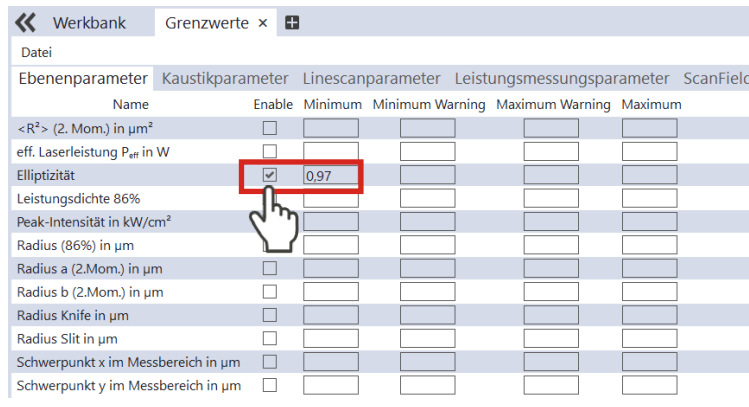 Werkbank Grenzwerte ×
Datei
Ebenenparameter Kaustikparameter Linescanparameter Leistungsmessungsparameter ScanField
Name Enable Minimum Minimum Warning Maximum Warning Maximum
<R²> (2. Mom.) in µm²
eff. Laserleistung Peff in W
Elliptizität 0,97
Leistungsdichte 86%
Peak-Intensität in kW/cm²
Radius (86%) in µm
Radius a (2.Mom.) in µm
Radius b (2.Mom.) in µm
Radius Knife in µm
Radius Slit in µm
Schwerpunkt x im Messbereich in µm
Schwerpunkt y im Messbereich in µm